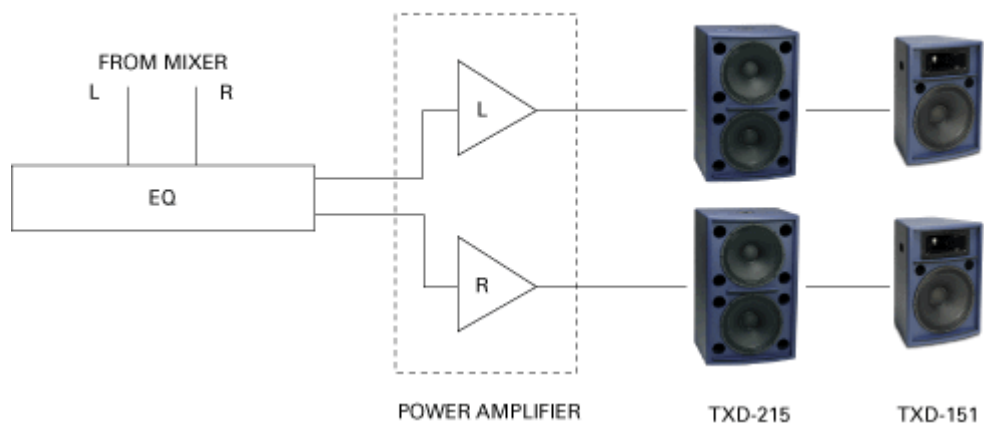 FROM MIXER
L R
EQ
L
R
POWER AMPLIFIER TXD-215 TXD-151